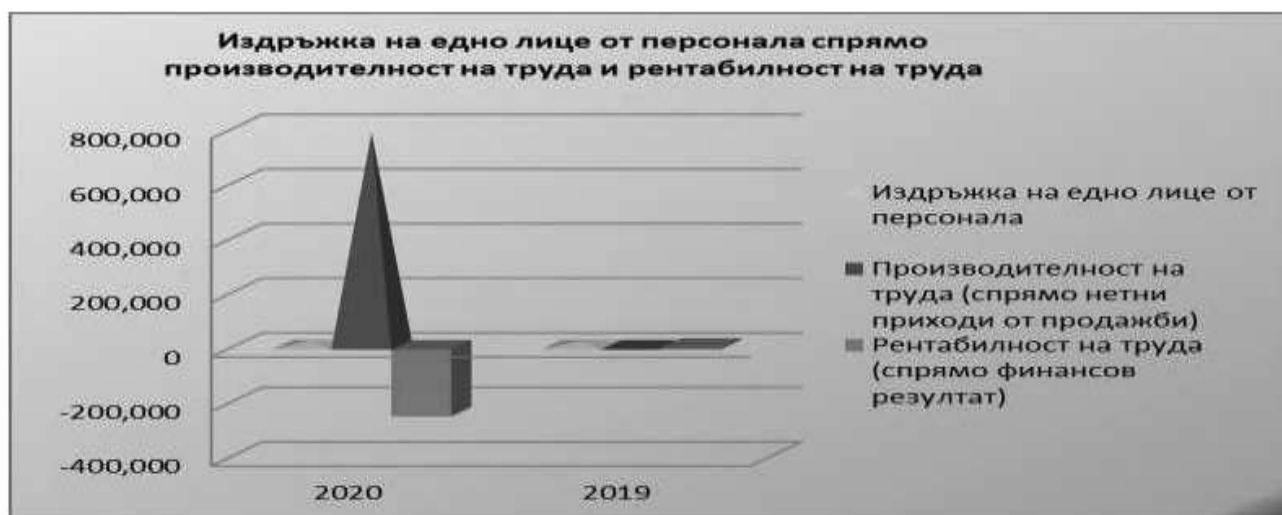 Издръжка на едно лице от персонала спрямо
производителност на труда и рентабилност на труда
800,000
600,000
400,000
200,000
0
-200,000
-400,000
2020
2019
Издръжка на едно лице от
персонала
Производителност на
труда (спрямо нетни
приходи от продажби)
Рентабилност на труда
(спрямо финансов
резултат)